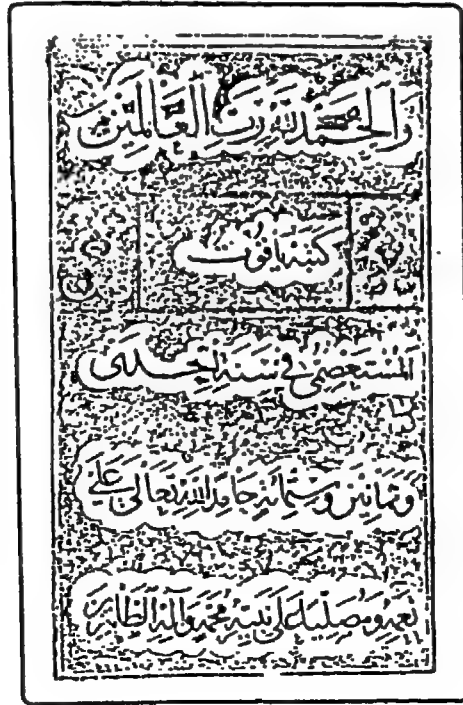 والحمد لله رب العالمين
كتبه ياقوت
المستعصمي في سنة احدى
وثمانين وستمائة حامدا لله تعالى على
نعمه ومصليا على نبيه محمد وآله الطاهرين